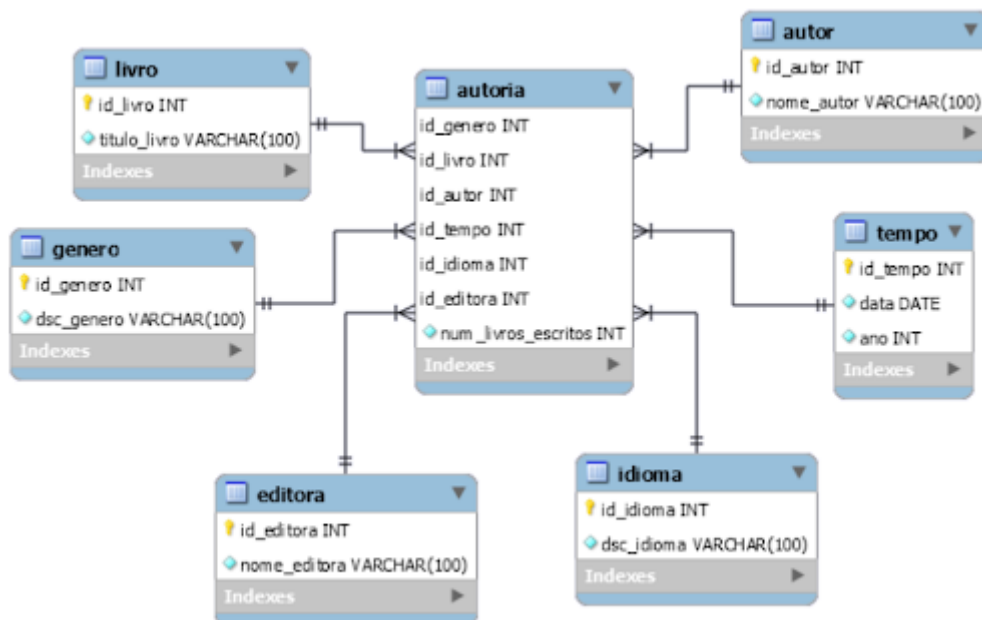 livro
id_livro INT
titulo_livro VARCHAR(100)
Indexes
autoria
id_genero INT
id_livro INT
id_autor INT
id_tempo INT
id_idioma INT
id_editora INT
num_livros_escritos INT
Indexes
autor
id_autor INT
nome_autor VARCHAR(100)
Indexes
genero
id_genero INT
dsc_genero VARCHAR(100)
Indexes
tempo
id_tempo INT
data DATE
ano INT
Indexes
editora
id_editora INT
nome_editora VARCHAR(100)
Indexes
idioma
id_idioma INT
dsc_idioma VARCHAR(100)
Indexes